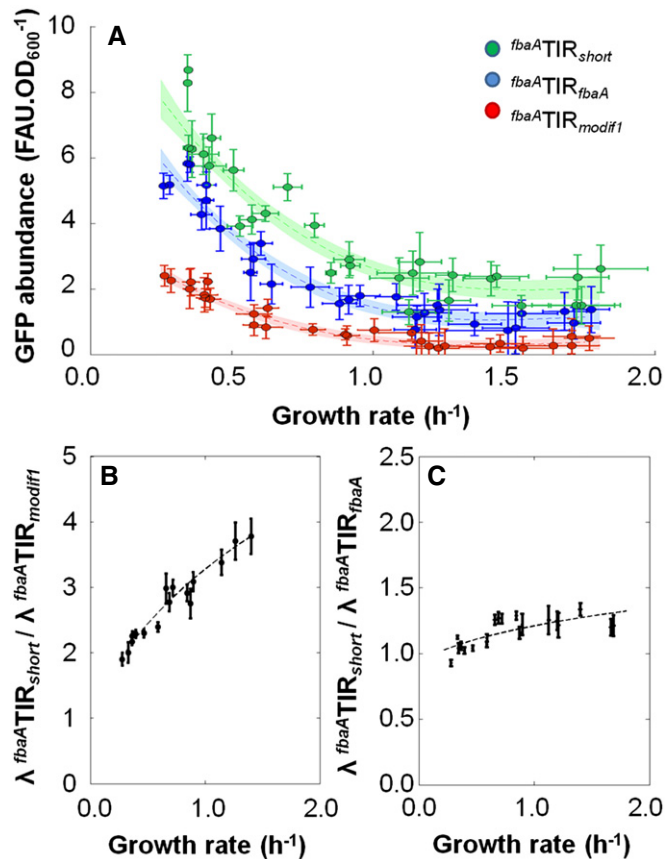 A
GFP abundance (FAU.OD600-1)
10
8
6
4
2
0
fbaATIRshort
fbaATIRfbaA
fbaATIRmodif1
0.0 0.5 1.0 1.5 2.0
Growth rate (h-1)
B
λ fbaATIRshort / λ fbaATIRmodif1
5
4
3
2
1
0
0.0 1.0 2.0
Growth rate (h-1)
C
λ fbaATIRshort / λ fbaATIRfbaA
2.5
2.0
1.5
1.0
0.5
0.0
0.0 1.0 2.0
Growth rate (h-1)